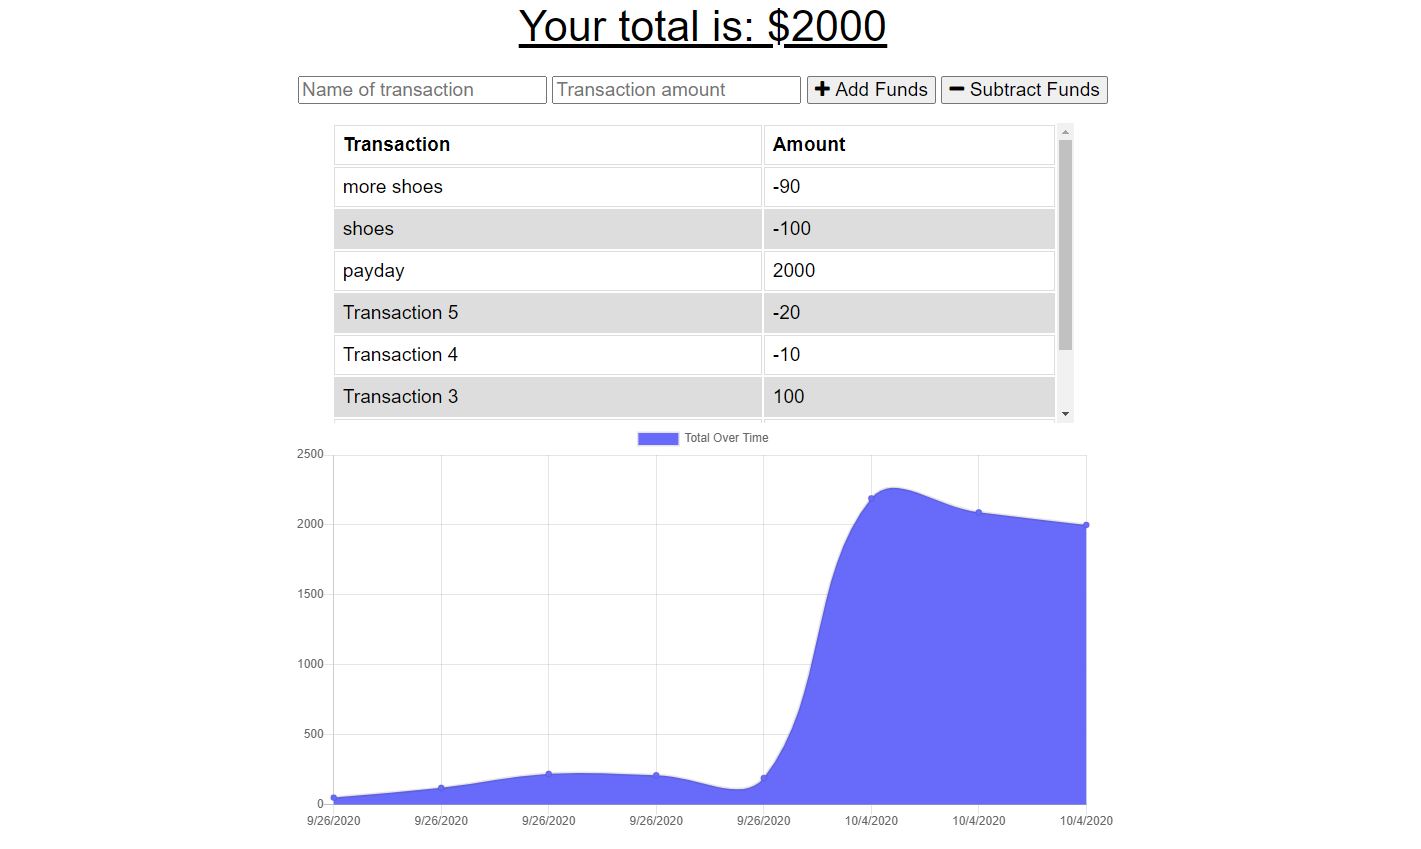 Your total is: $2000
Name of transaction Transaction amount Add Funds Subtract Funds
Transaction Amount
more shoes -90
shoes -100
payday 2000
Transaction 5 -20
Transaction 4 -10
Transaction 3 100
Total Over Time
2500
2000
1500
1000
500
0
9/26/2020 9/26/2020 9/26/2020 9/26/2020 9/26/2020 10/4/2020 10/4/2020 10/4/2020